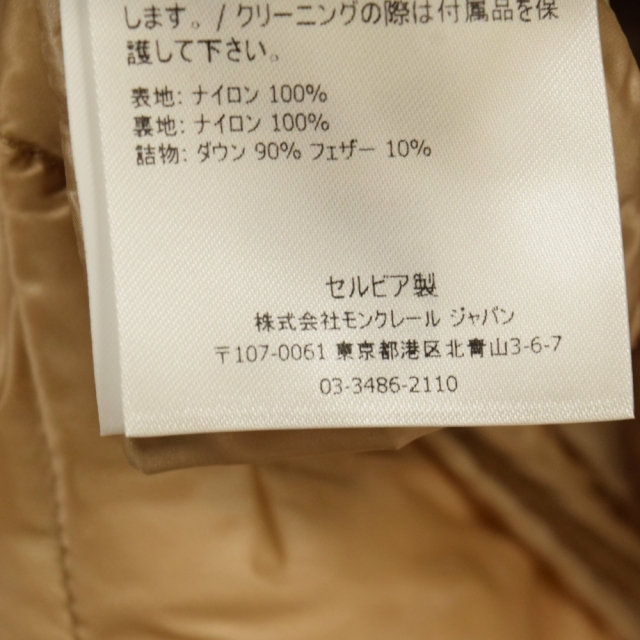 します。/ クリーニングの際は付属品を保
護して下さい。
表地: ナイロン 100%
裏地: ナイロン 100%
詰物: ダウン 90% フェザー 10%
セルビア製
株式会社モンクレール ジャパン
〒107-0061 東京都港区北青山3-6-7
03-3486-2110